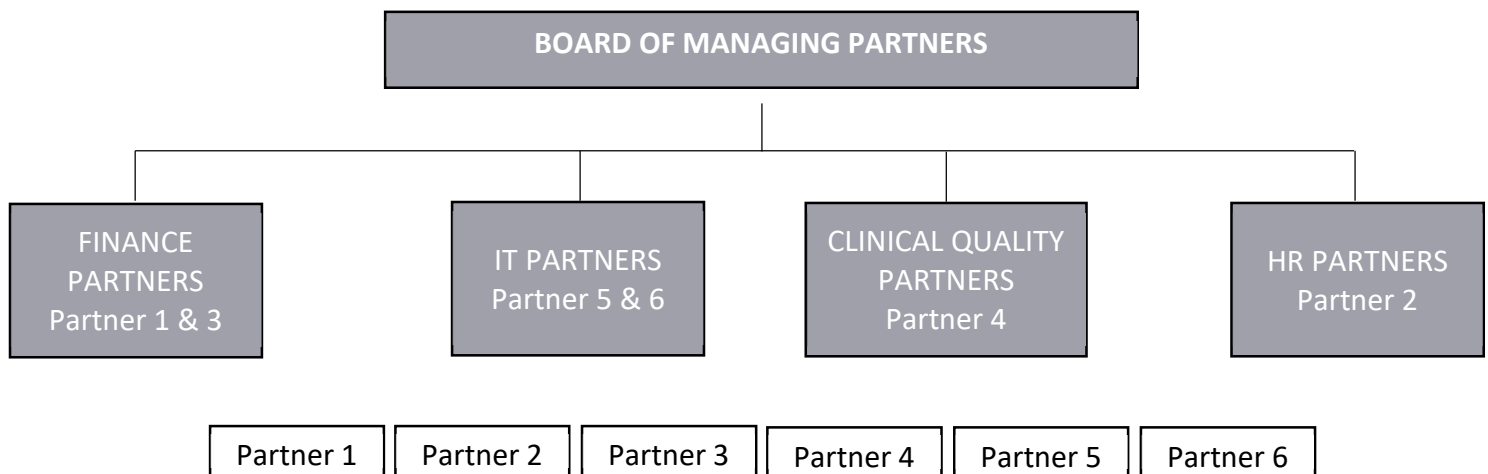 BOARD OF MANAGING PARTNERS
FINANCE
PARTNERS
Partner 1 & 3
IT PARTNERS
Partner 5 & 6
CLINICAL QUALITY
PARTNERS
Partner 4
HR PARTNERS
Partner 2
Partner 1
Partner 2
Partner 3
Partner 4
Partner 5
Partner 6